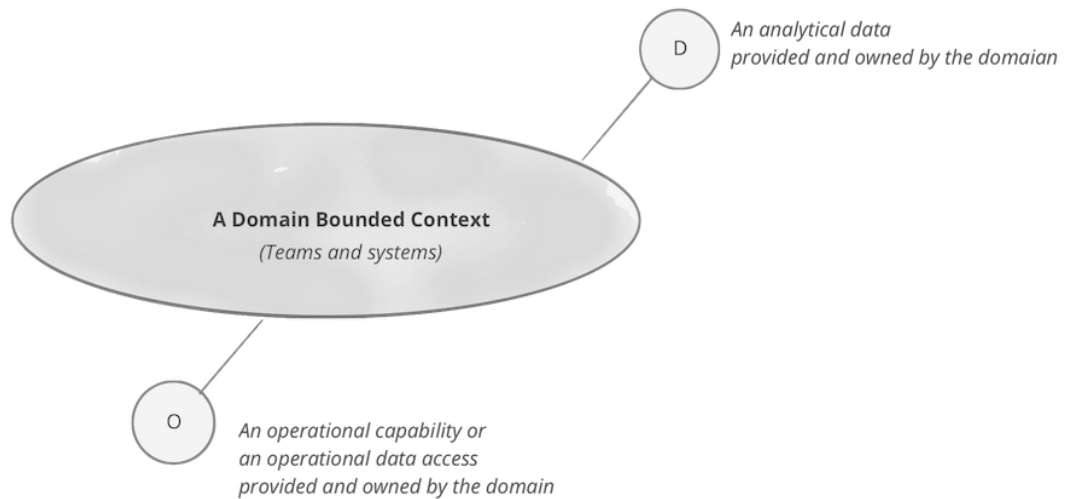 D
An analytical data
provided and owned by the domaian
A Domain Bounded Context
(Teams and systems)
O
An operational capability or
an operational data access
provided and owned by the domain